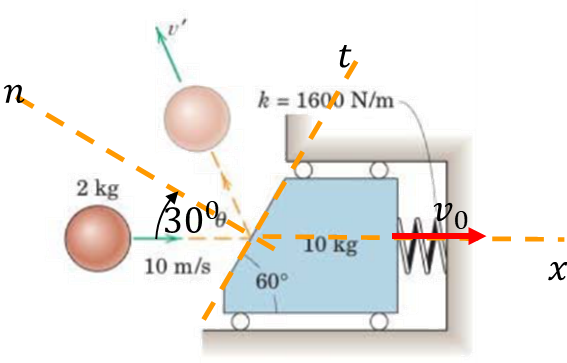 v′
t
n
k = 1600 N/m
2 kg
30⁰
θ
v₀
10 kg
10 m/s
x
60°